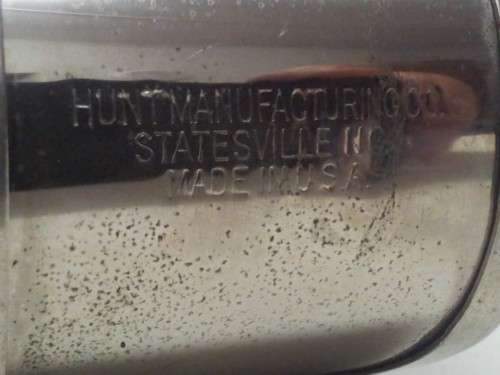 HUNT MANUFACTURING CO.
STATESVILLE N.C.
MADE IN U.S.A.